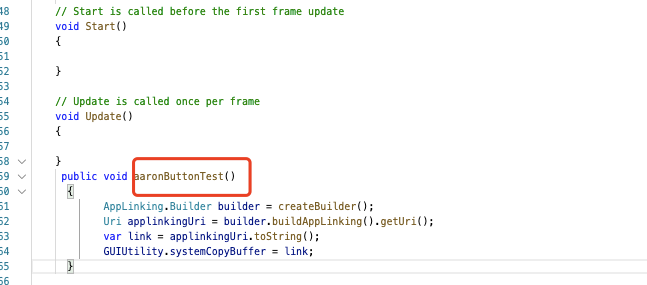 48 // Start is called before the first frame update
49 void Start()
50 {
51
52 }
53
54 // Update is called once per frame
55 void Update()
56 {
57
58 }
59 public void aaronButtonTest()
60 {
61 AppLinking.Builder builder = createBuilder();
62 Uri applinkingUri = builder.buildAppLinking().getUri();
63 var link = applinkingUri.toString();
64 GUIUtility.systemCopyBuffer = link;
65 }
66